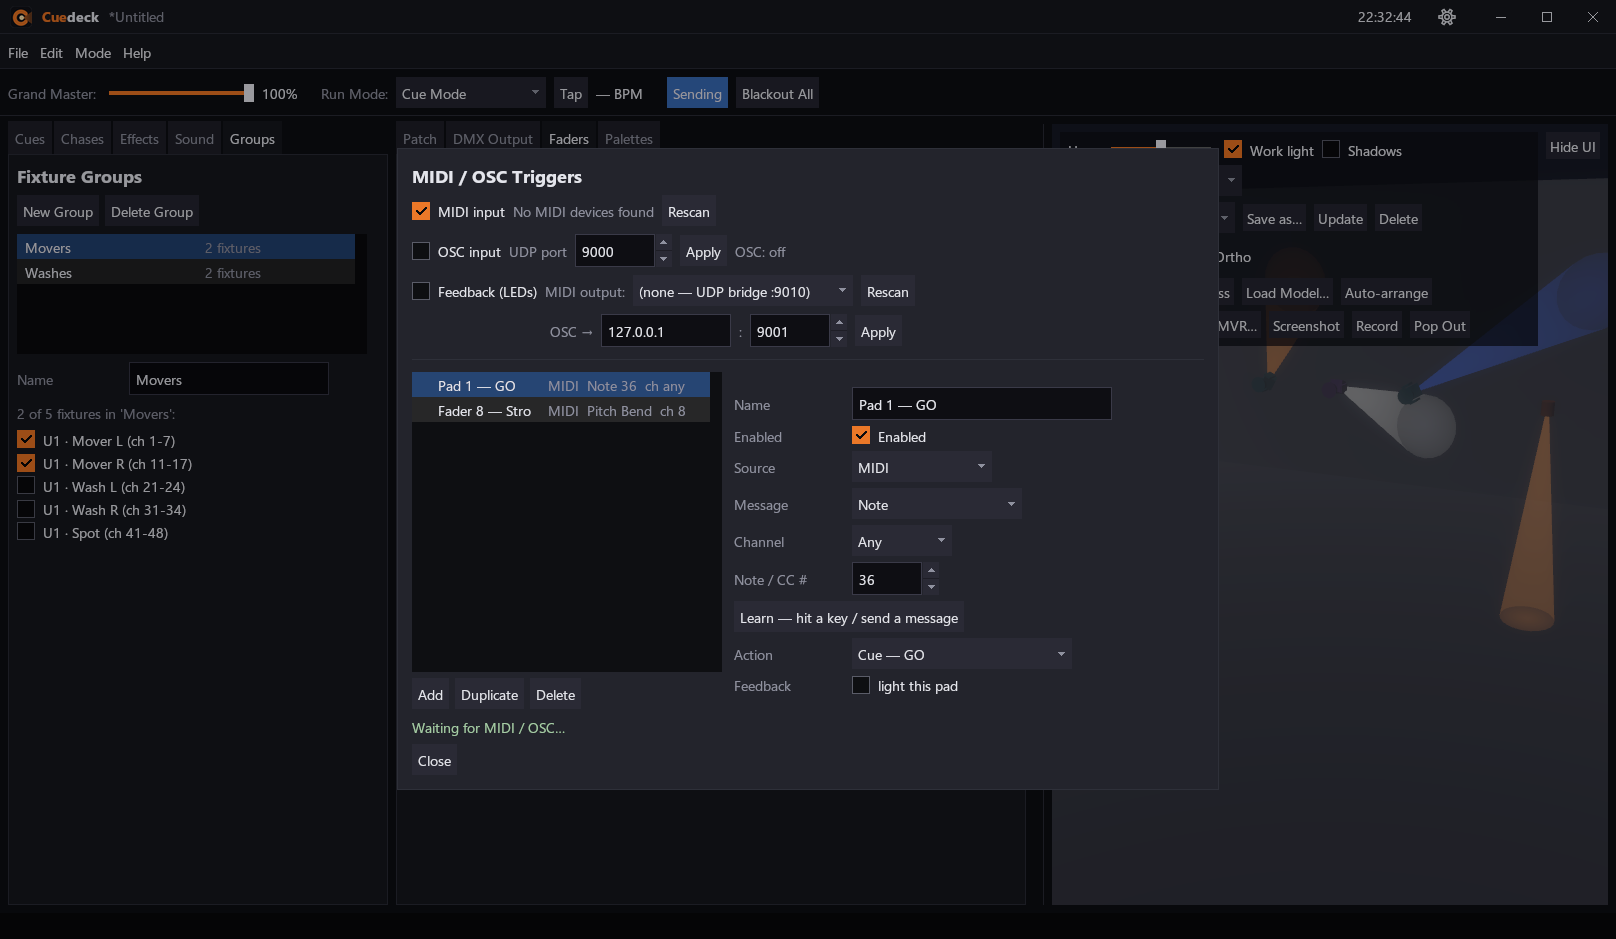 Cuedeck *Untitled 22:32:44
File Edit Mode Help
Grand Master: 100% Run Mode: Cue Mode Tap — BPM Sending Blackout All
Cues Chases Effects Sound Groups
Fixture Groups
New Group Delete Group
Movers 2 fixtures
Washes 2 fixtures
Name Movers
2 of 5 fixtures in 'Movers':
U1 · Mover L (ch 1-7)
U1 · Mover R (ch 11-17)
U1 · Wash L (ch 21-24)
U1 · Wash R (ch 31-34)
U1 · Spot (ch 41-48)
Patch DMX Output Faders Palettes
MIDI / OSC Triggers
MIDI input No MIDI devices found Rescan
OSC input UDP port 9000 Apply OSC: off
Feedback (LEDs) MIDI output: (none — UDP bridge :9010) Rescan
OSC → 127.0.0.1 : 9001 Apply
Pad 1 — GO MIDI Note 36 ch any
Fader 8 — Stro MIDI Pitch Bend ch 8
Add Duplicate Delete
Waiting for MIDI / OSC...
Close
Name Pad 1 — GO
Enabled Enabled
Source MIDI
Message Note
Channel Any
Note / CC # 36
Learn — hit a key / send a message
Action Cue — GO
Feedback light this pad
Work light Shadows Hide UI
Save as... Update Delete
Ortho
ss Load Model... Auto-arrange
MVR... Screenshot Record Pop Out